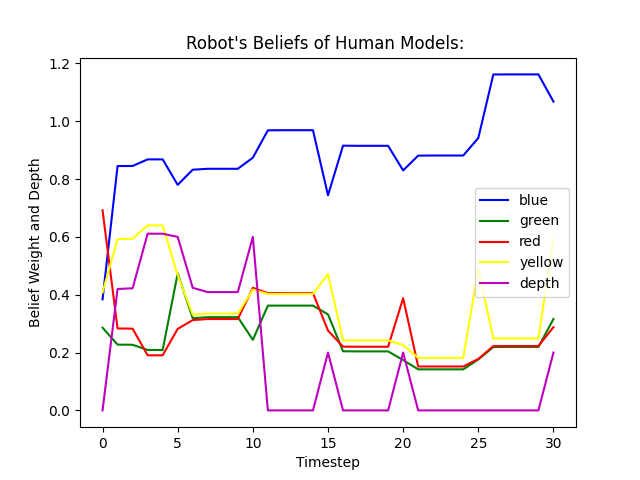 Robot's Beliefs of Human Models:
1.2
1.0
0.8
0.6
0.4
0.2
0.0
Belief Weight and Depth
blue
green
red
yellow
depth
0 5 10 15 20 25 30
Timestep